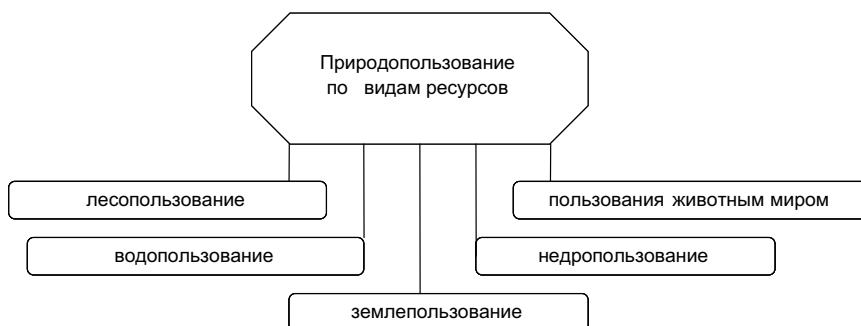 Природопользование
по видам ресурсов
лесопользование
пользования животным миром
водопользование
недропользование
землепользование